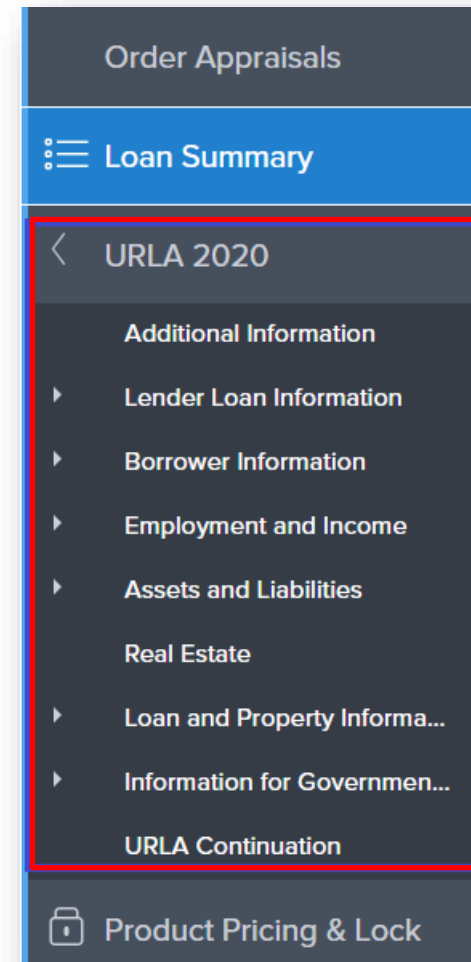 Order Appraisals
Loan Summary
URLA 2020
Additional Information
Lender Loan Information
Borrower Information
Employment and Income
Assets and Liabilities
Real Estate
Loan and Property Informa...
Information for Governmen...
URLA Continuation
Product Pricing & Lock